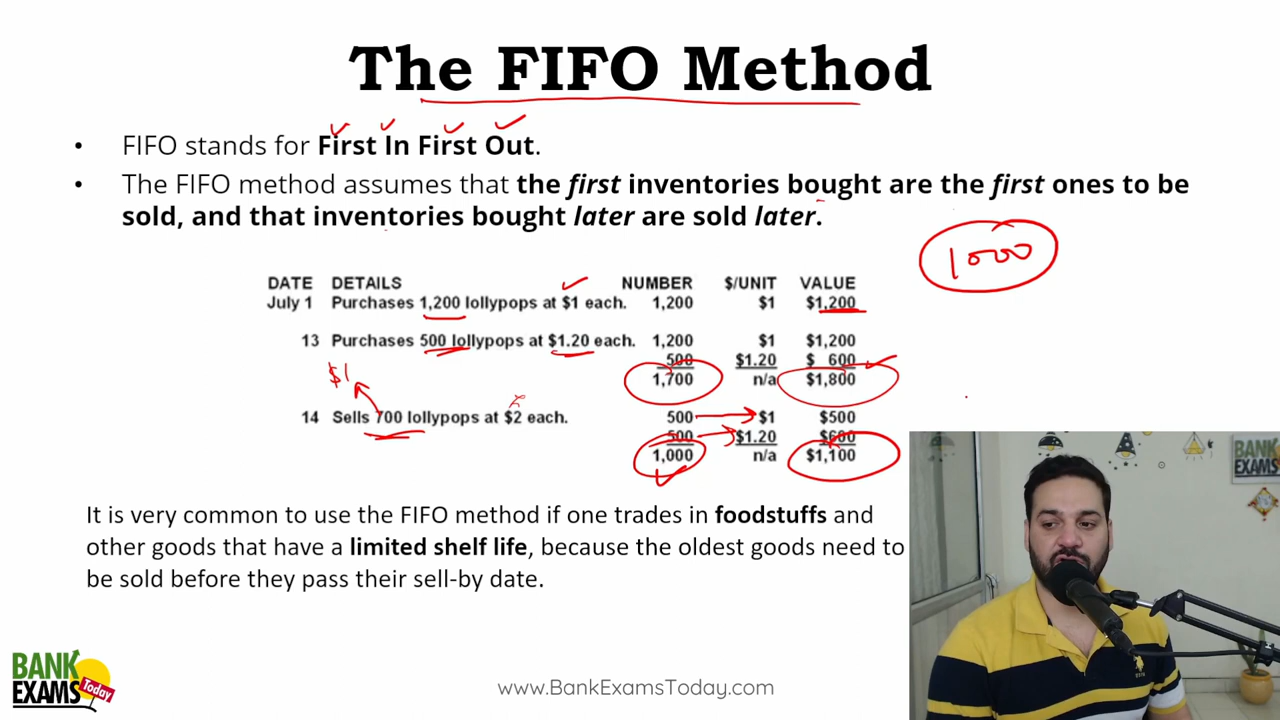 The FIFO Method
• FIFO stands for First In First Out.
• The FIFO method assumes that the first inventories bought are the first ones to be
sold, and that inventories bought later are sold later.
1000
DATE DETAILS NUMBER $/UNIT VALUE
July 1 Purchases 1,200 lollypops at $1 each. 1,200 $1 $1,200
13 Purchases 500 lollypops at $1.20 each. 1,200 $1 $1,200
500 $1.20 $ 600
1,700 n/a $1,800
$1
14 Sells 700 lollypops at $2 each. 500 $1 $500
500 $1.20 $600
1,000 n/a $1,100
It is very common to use the FIFO method if one trades in foodstuffs and
other goods that have a limited shelf life, because the oldest goods need to
be sold before they pass their sell-by date.
BANK
EXAMS
BANK
EXAMS
Today
www.BankExamsToday.com